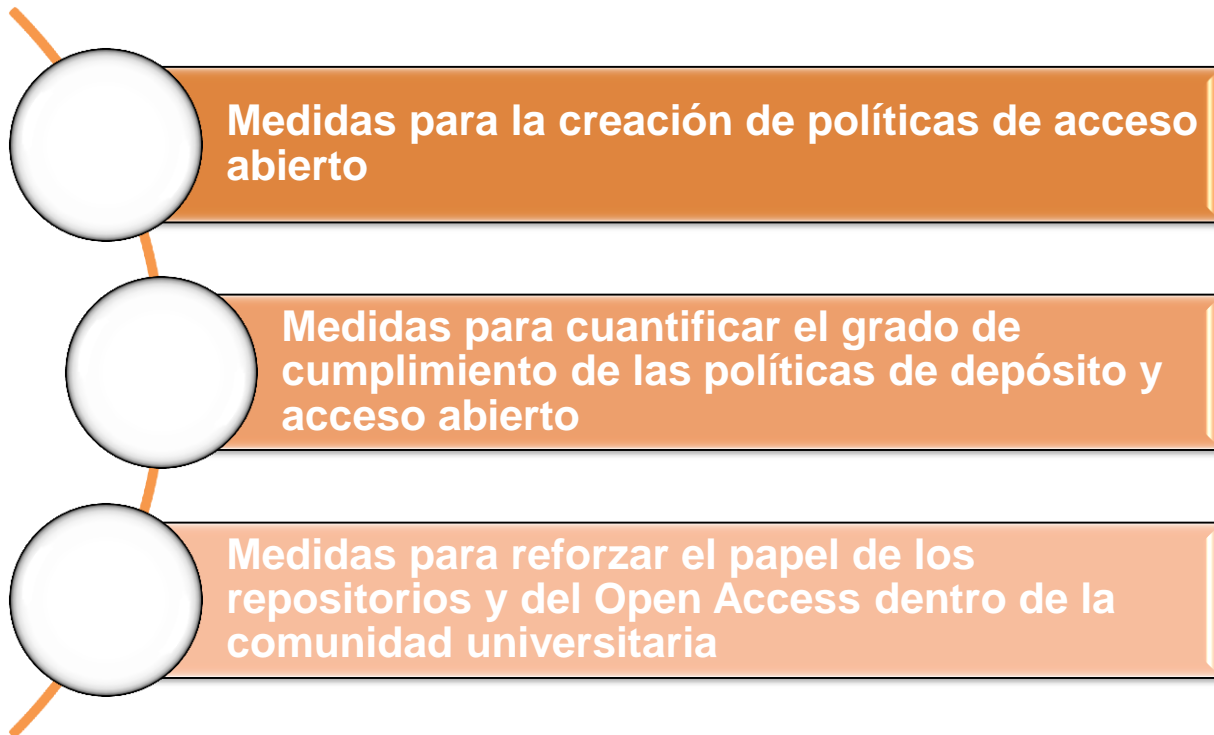 Medidas para la creación de políticas de acceso
abierto
Medidas para cuantificar el grado de
cumplimiento de las políticas de depósito y
acceso abierto
Medidas para reforzar el papel de los
repositorios y del Open Access dentro de la
comunidad universitaria